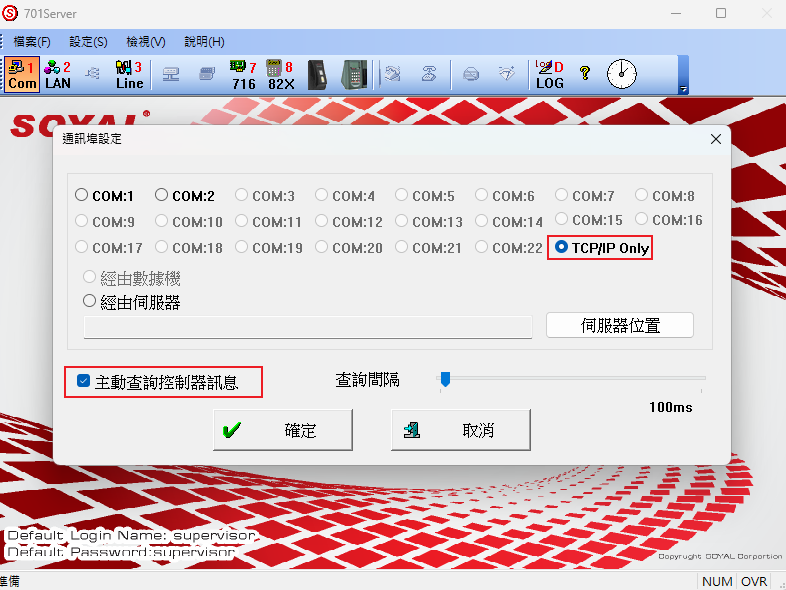 701Server
檔案(F) 設定(S) 檢視(V) 說明(H)
1 2 3 7 8 LOG D
Com LAN Line 716 82X LOG ?
SOYAL®
通訊埠設定
COM:1 COM:2 COM:3 COM:4 COM:5 COM:6 COM:7 COM:8
COM:9 COM:10 COM:11 COM:12 COM:13 COM:14 COM:15 COM:16
COM:17 COM:18 COM:19 COM:20 COM:21 COM:22 TCP/IP Only
經由數據機
經由伺服器
伺服器位置
主動查詢控制器訊息 查詢間隔
100ms
確定 取消
Default Login Name: supervisor
Default Password:supervisor
Copyright SOYAL Corportion
準備 NUM OVR